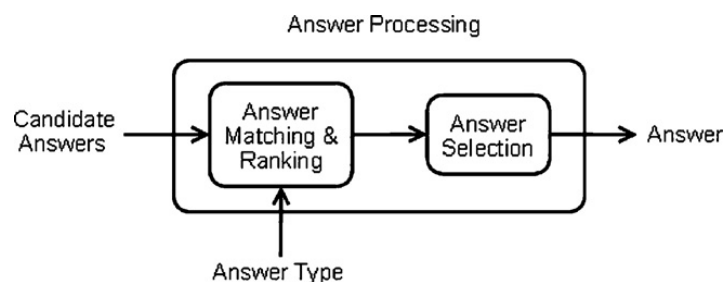 Answer Processing
Candidate
Answers
Answer
Matching &
Ranking
Answer
Selection
Answer
Answer Type